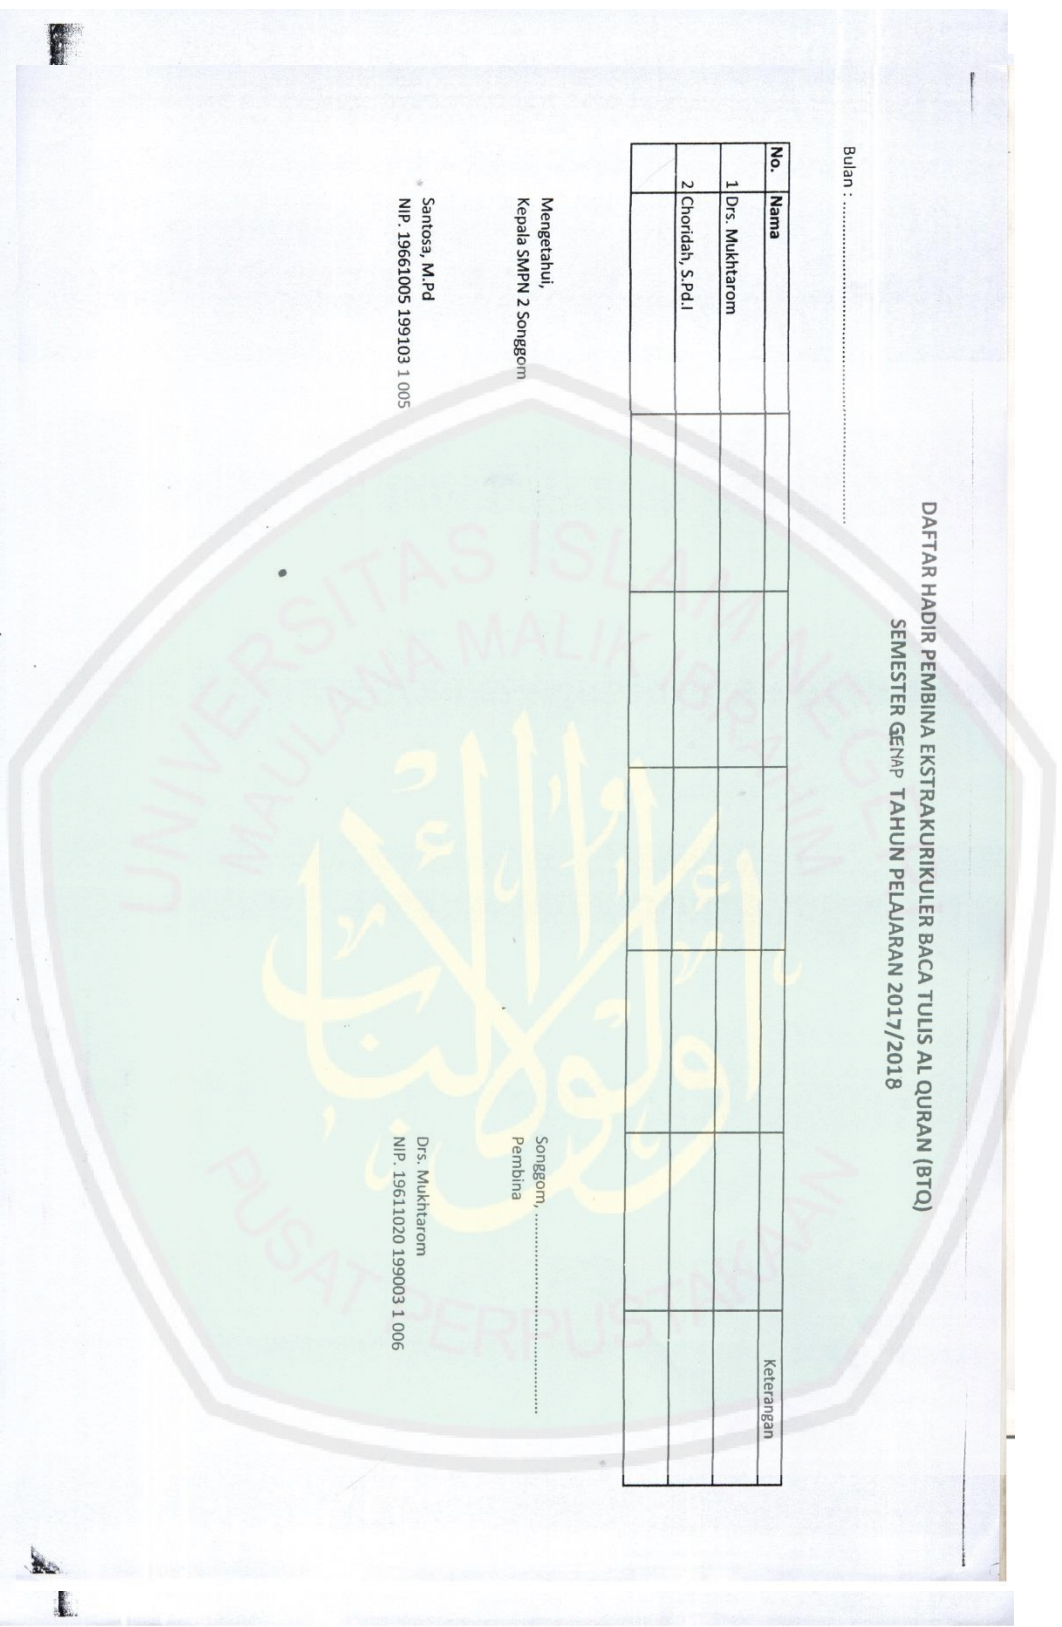 DAFTAR HADIR PEMBINA EKSTRAKURIKULER BACA TULIS AL QURAN (BTQ)
SEMESTER GENAP TAHUN PELAJARAN 2017/2018
Bulan : ........................................................................
No. Nama Keterangan
1 Drs. Mukhtarom
2 Choridah, S.Pd.I
Mengetahui,
Kepala SMPN 2 Songgom
Santosa, M.Pd
NIP. 19661005 199103 1 005
Songgom, ........................................
Pembina
Drs. Mukhtarom
NIP. 19611020 199003 1 006
UNIVERSITAS ISLAM NEGERI
MAULANA MALIK IBRAHIM
PUSAT PERPUSTAKAAN